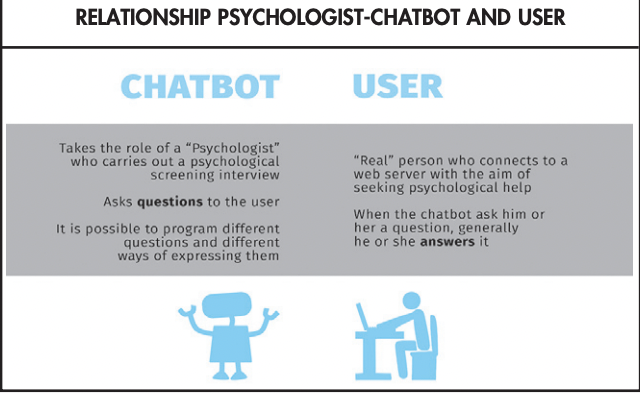 RELATIONSHIP PSYCHOLOGIST-CHATBOT AND USER
CHATBOT
Takes the role of a “Psychologist”
who carries out a psychological
screening interview
Asks questions to the user
It is possible to program different
questions and different
ways of expressing them
USER
“Real” person who connects to a
web server with the aim of
seeking psychological help
When the chatbot ask him or
her a question, generally
he or she answers it